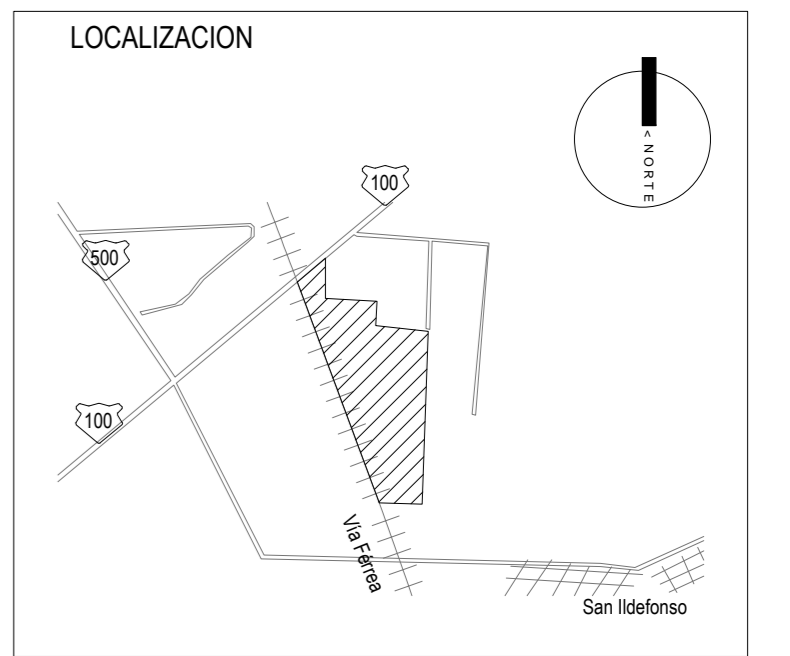 LOCALIZACION
< NORTE
100
500
100
Vía Férrea
San Ildefonso